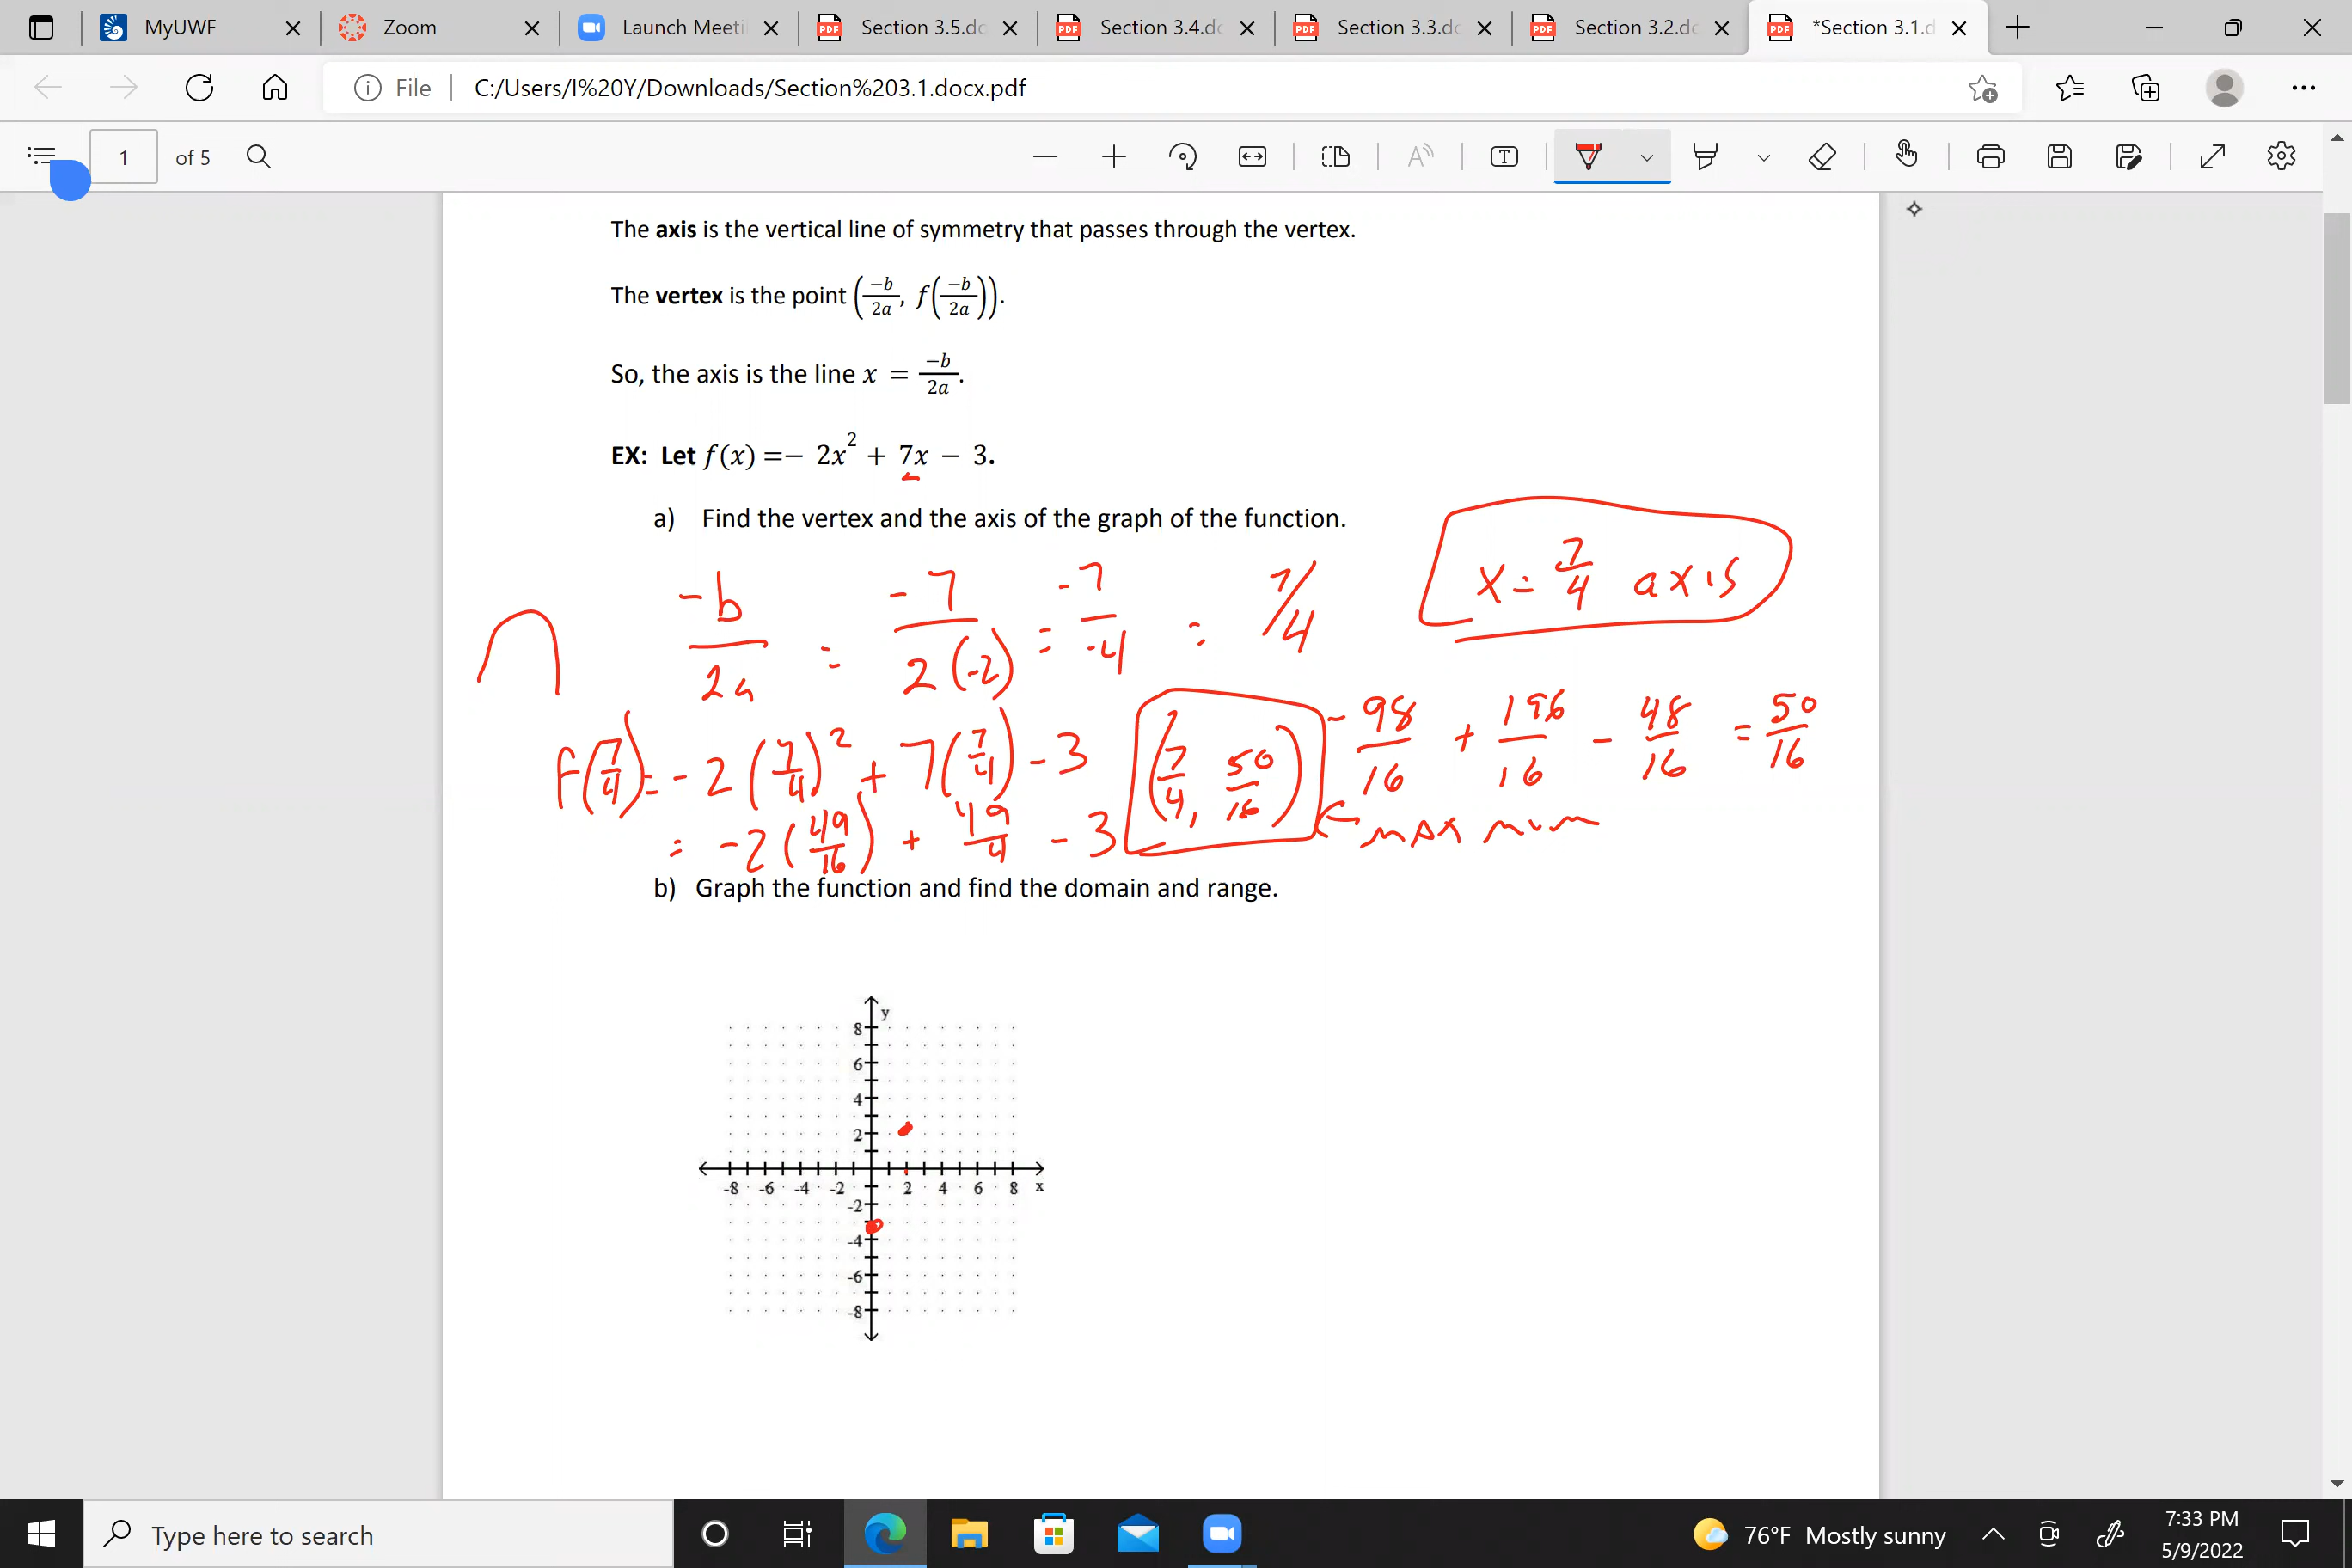 MyUWF
Zoom
Launch Meeti
Section 3.5.dc
Section 3.4.dc
Section 3.3.dc
Section 3.2.dc
*Section 3.1.d
File
C:/Users/I%20Y/Downloads/Section%203.1.docx.pdf
1 of 5
The axis is the vertical line of symmetry that passes through the vertex.
The vertex is the point (-b/2a, f(-b/2a)).
So, the axis is the line x = -b/2a.
EX: Let f(x) =− 2x² + 7x − 3.
a) Find the vertex and the axis of the graph of the function.
-b/2a = -7/2(-2) = -7/-4 = 7/4
x = 7/4 axis
f(7/4) = -2(7/4)² + 7(7/4) - 3
(7/4, 50/16)
-98/16 + 196/16 - 48/16 = 50/16
= -2(49/16) + 49/4 - 3
b) Graph the function and find the domain and range.
y
8
6
4
2
-8 -6 -4 -2 2 4 6 8 x
-2
-4
-6
-8
Type here to search
76°F Mostly sunny
7:33 PM
5/9/2022